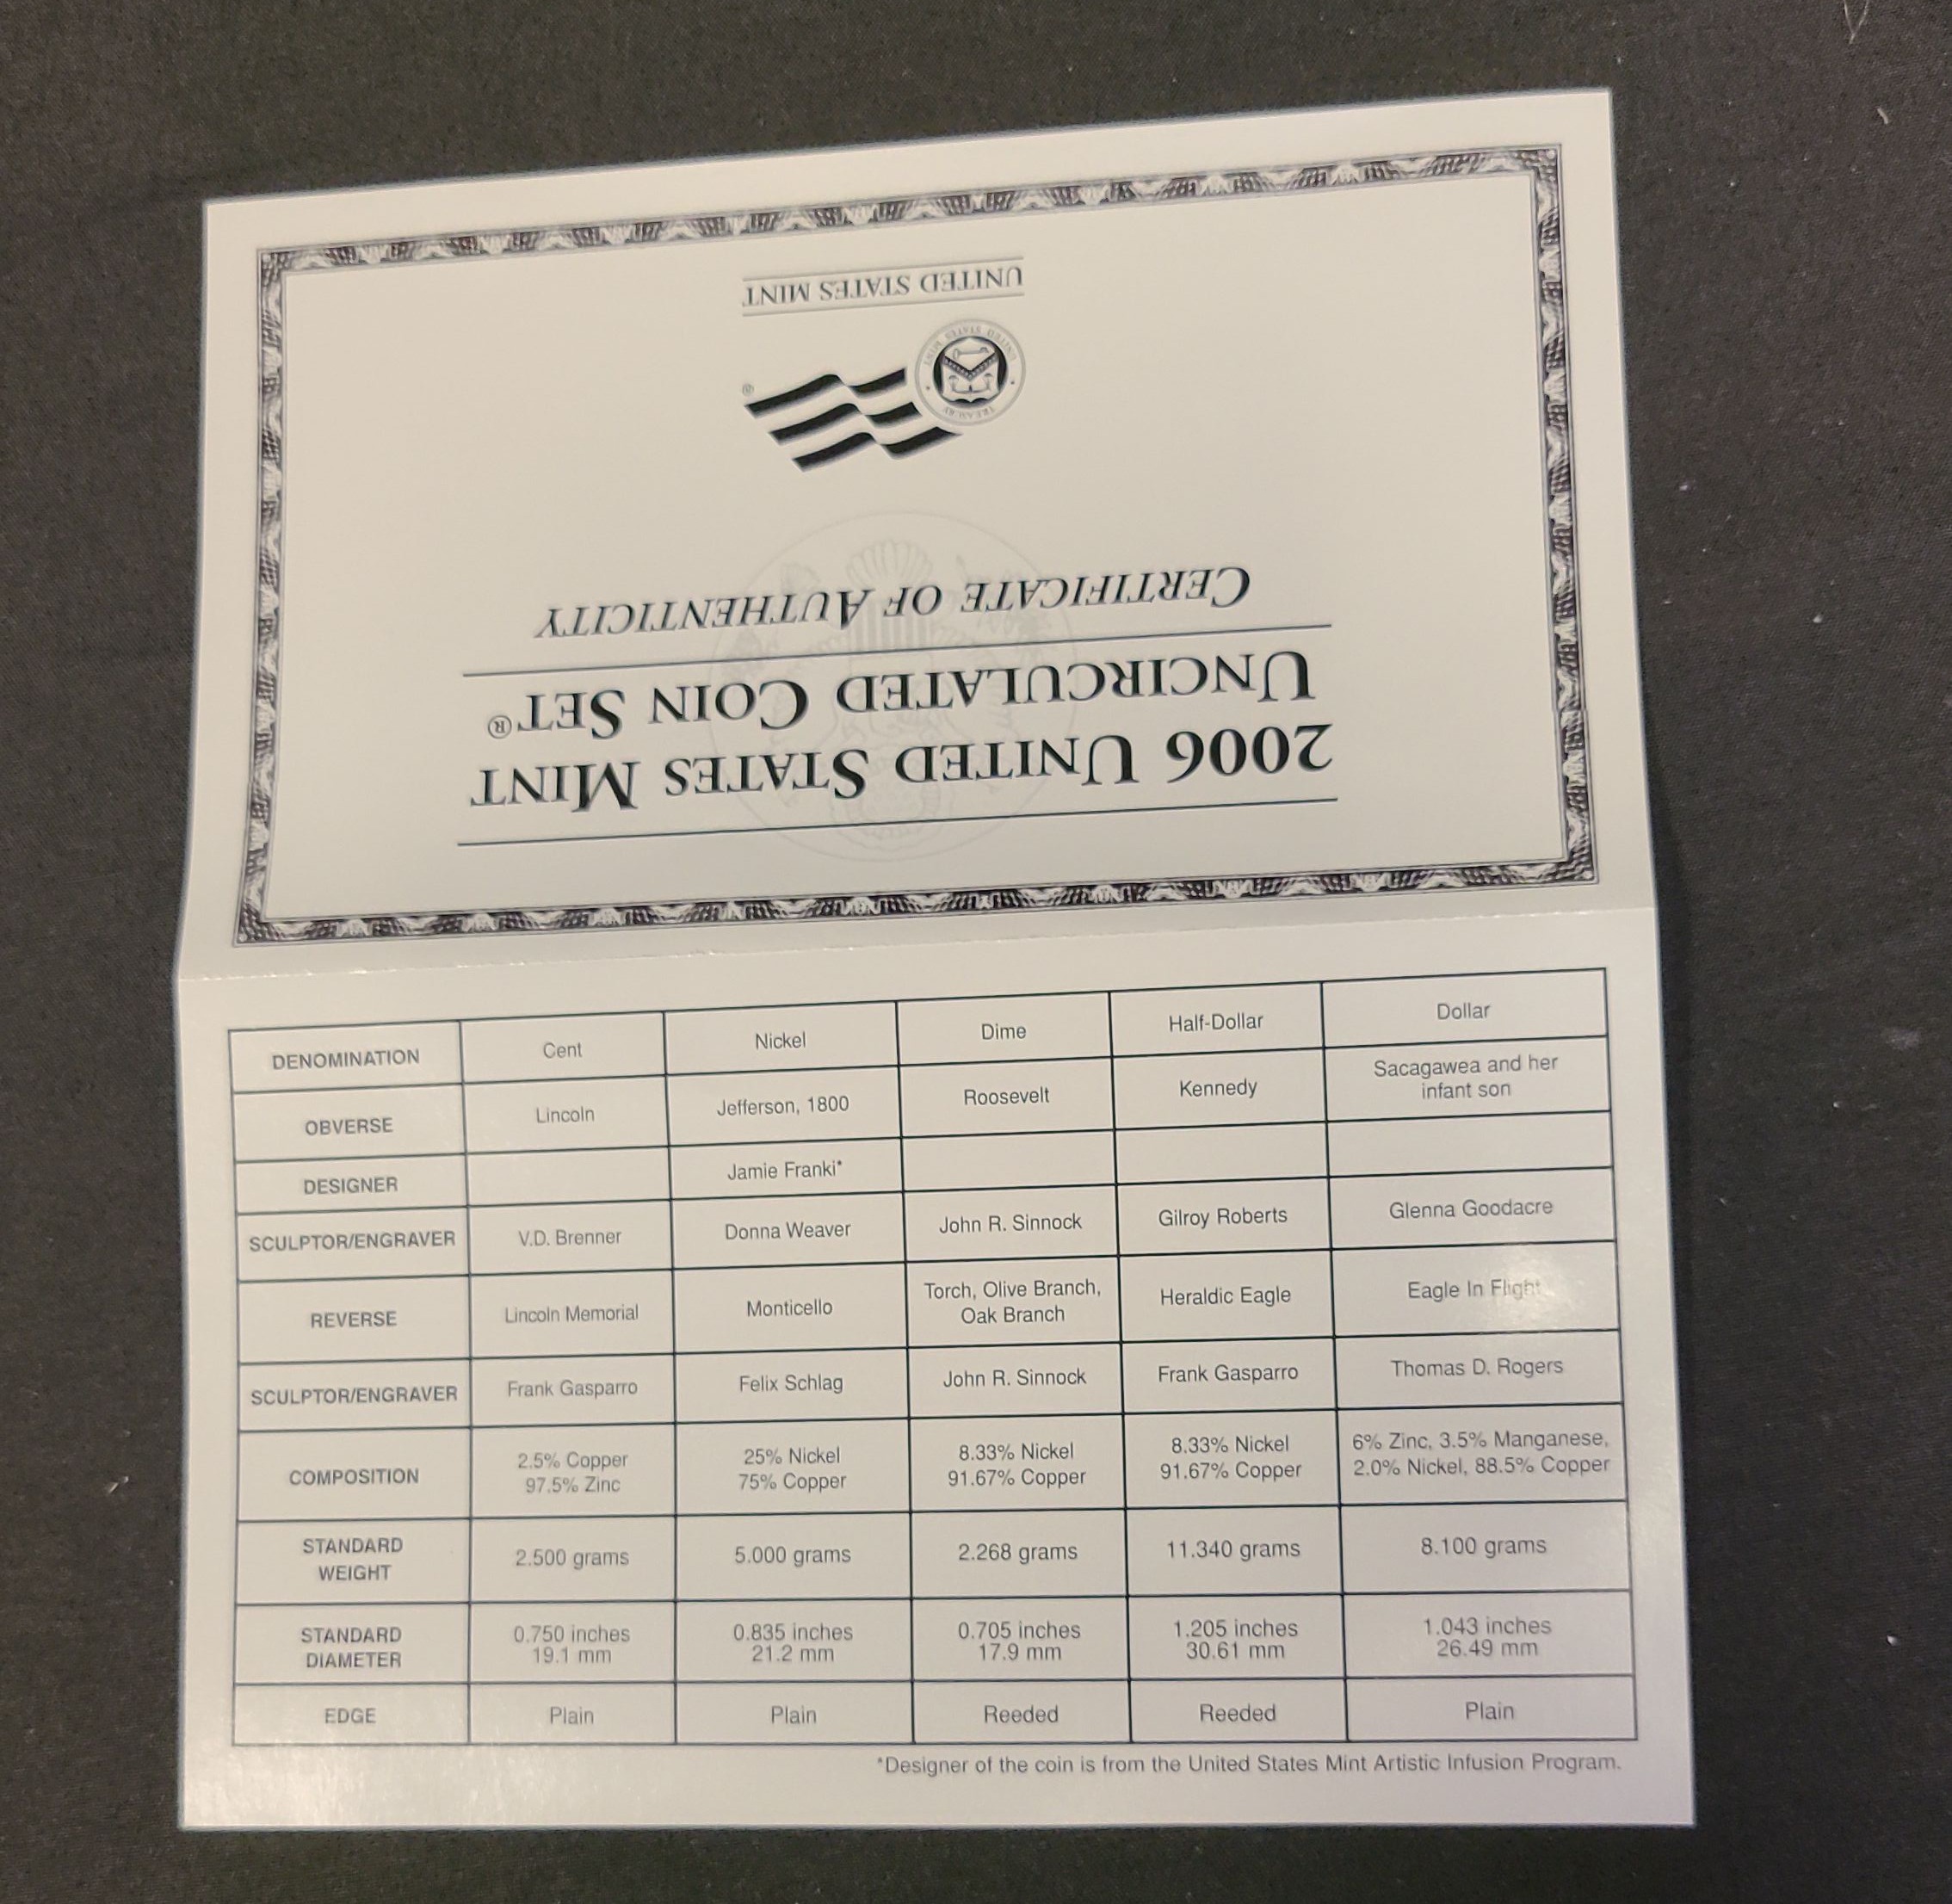 UNITED STATES MINT
TREASURY
UNITED STATES MINT
®
CERTIFICATE OF AUTHENTICITY
UNCIRCULATED COIN SET®
2006 UNITED STATES MINT
DENOMINATION Cent Nickel Dime Half-Dollar Dollar
OBVERSE Lincoln Jefferson, 1800 Roosevelt Kennedy Sacagawea and her
infant son
DESIGNER Jamie Franki*
SCULPTOR/ENGRAVER V.D. Brenner Donna Weaver John R. Sinnock Gilroy Roberts Glenna Goodacre
REVERSE Lincoln Memorial Monticello Torch, Olive Branch, Heraldic Eagle Eagle In Flight
Oak Branch
SCULPTOR/ENGRAVER Frank Gasparro Felix Schlag John R. Sinnock Frank Gasparro Thomas D. Rogers
COMPOSITION 2.5% Copper 25% Nickel 8.33% Nickel 8.33% Nickel 6% Zinc, 3.5% Manganese,
97.5% Zinc 75% Copper 91.67% Copper 91.67% Copper 2.0% Nickel, 88.5% Copper
STANDARD
WEIGHT 2.500 grams 5.000 grams 2.268 grams 11.340 grams 8.100 grams
STANDARD 0.750 inches 0.835 inches 0.705 inches 1.205 inches 1.043 inches
DIAMETER 19.1 mm 21.2 mm 17.9 mm 30.61 mm 26.49 mm
EDGE Plain Plain Reeded Reeded Plain
*Designer of the coin is from the United States Mint Artistic Infusion Program.